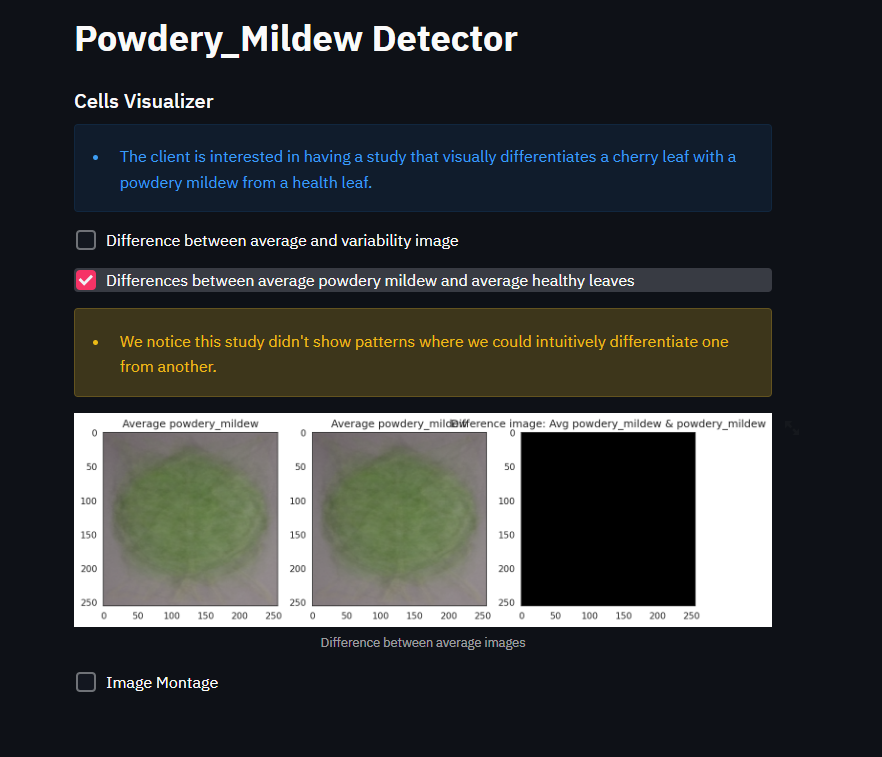 Powdery_Mildew Detector
Cells Visualizer
• The client is interested in having a study that visually differentiates a cherry leaf with a
powdery mildew from a health leaf.
Difference between average and variability image
Differences between average powdery mildew and average healthy leaves
• We notice this study didn't show patterns where we could intuitively differentiate one
from another.
Average powdery_mildew Average powdery_mildew Difference image: Avg powdery_mildew & powdery_mildew
0 0 0
50 50 50
100 100 100
150 150 150
200 200 200
250 250 250
0 50 100 150 200 250 0 50 100 150 200 250 0 50 100 150 200 250
Difference between average images
Image Montage